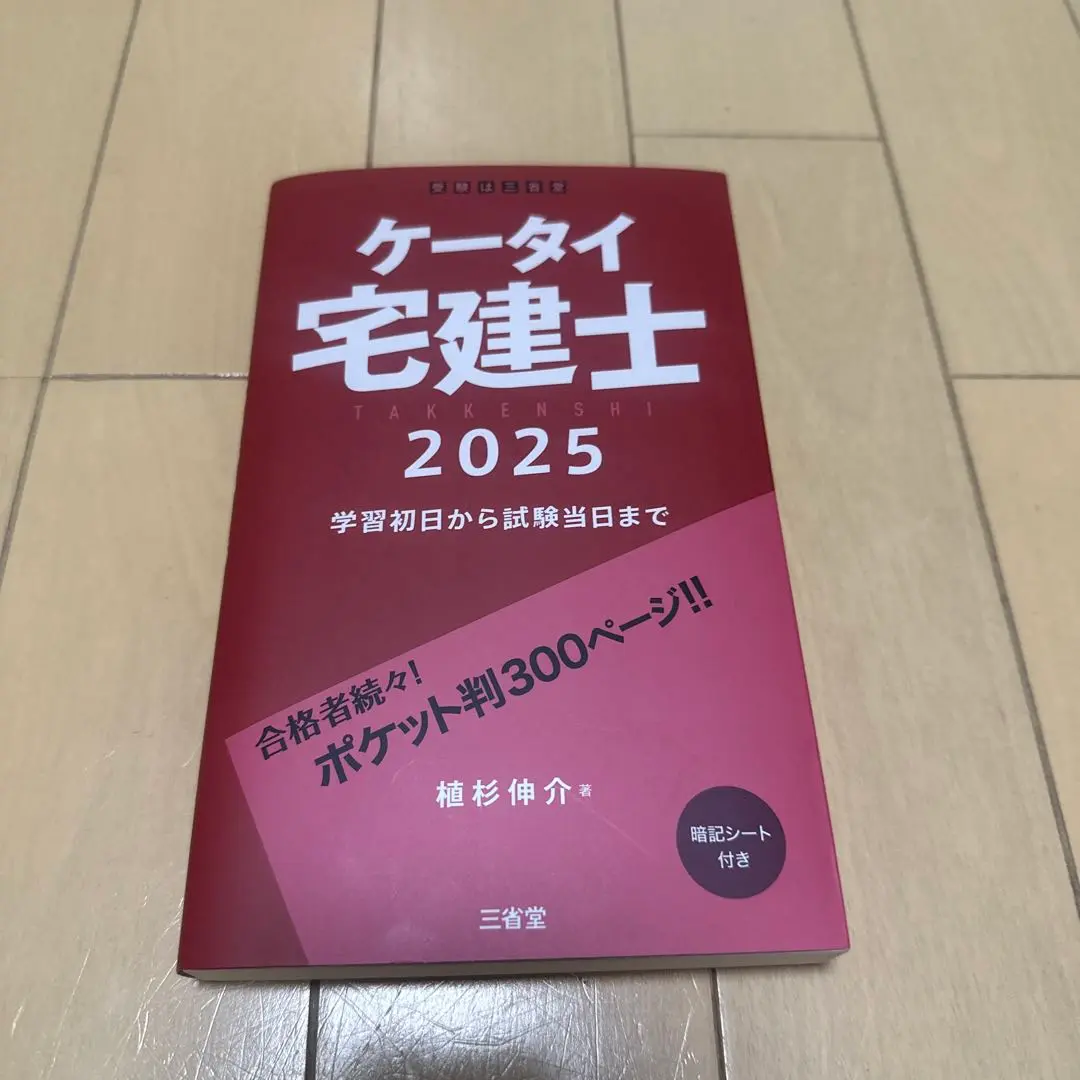 受験は三省堂
ケータイ
宅建士
TAKKENSHI
2025
学習初日から試験当日まで
合格者続々!
ポケット判300ページ!!
植杉伸介 著
暗記シート
付き
三省堂